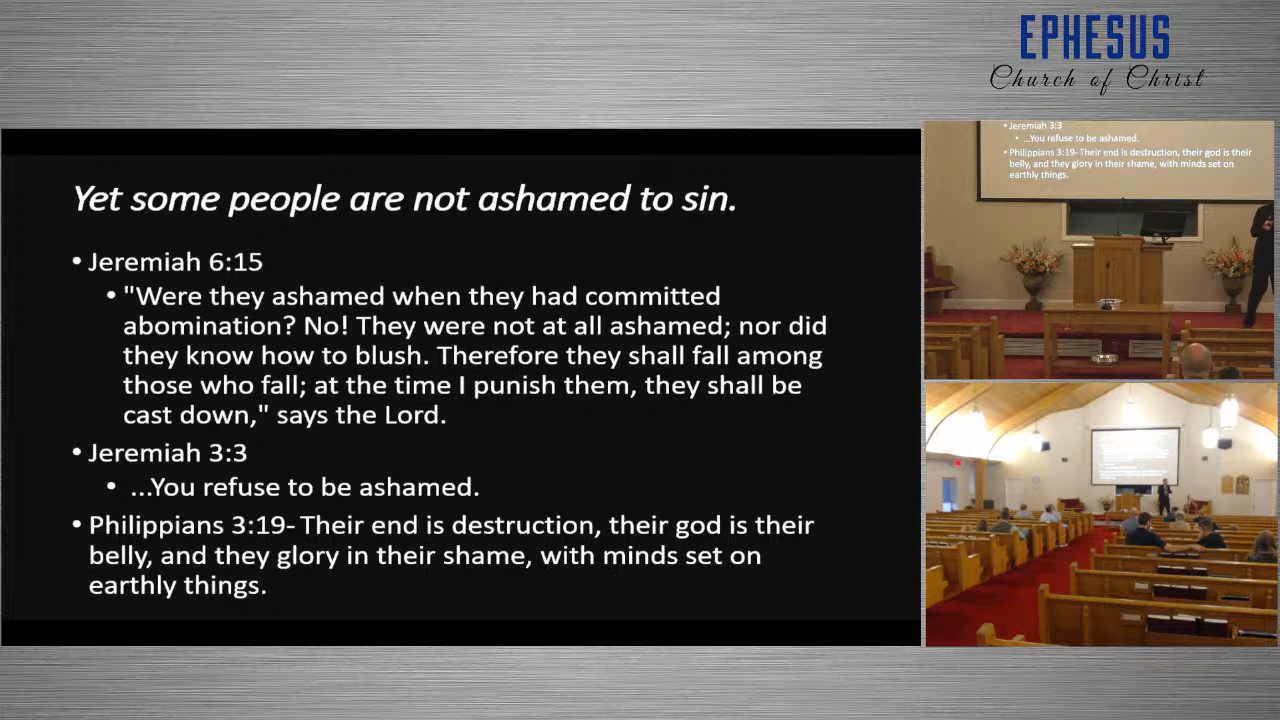 EPHESUS
Church of Christ
Yet some people are not ashamed to sin.
• Jeremiah 6:15
• "Were they ashamed when they had committed
abomination? No! They were not at all ashamed; nor did
they know how to blush. Therefore they shall fall among
those who fall; at the time I punish them, they shall be
cast down," says the Lord.
• Jeremiah 3:3
• ...You refuse to be ashamed.
• Philippians 3:19- Their end is destruction, their god is their
belly, and they glory in their shame, with minds set on
earthly things.
• Jeremiah 3:3
• ...You refuse to be ashamed.
• Philippians 3:19- Their end is destruction, their god is their
belly, and they glory in their shame, with minds set on
earthly things.